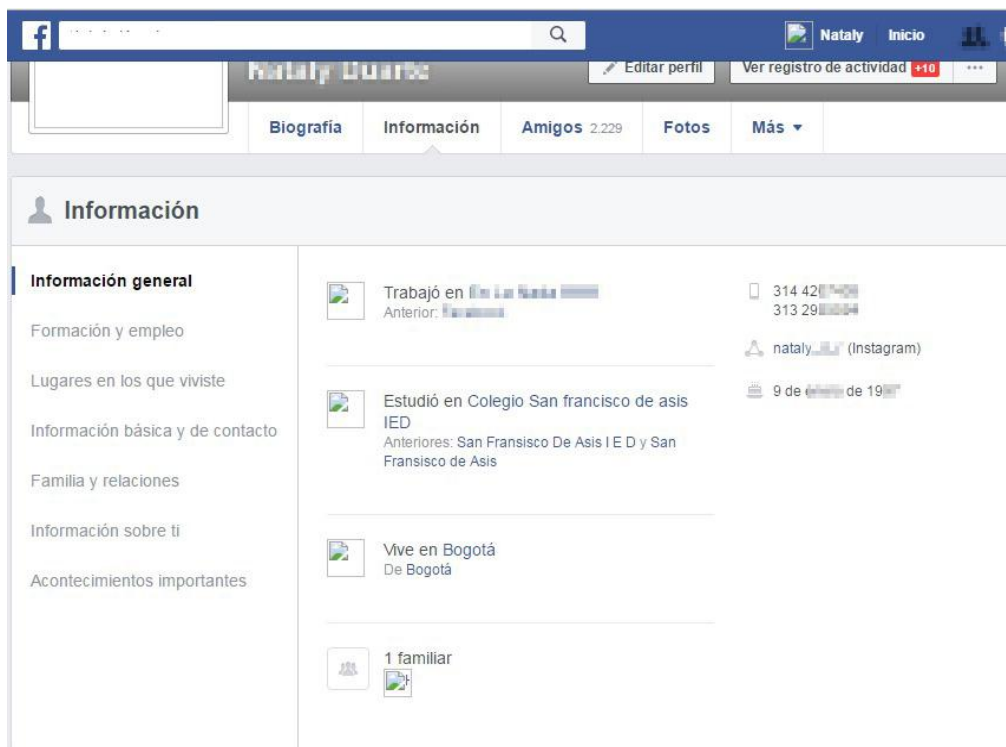 f
Nataly Inicio
Editar perfil Ver registro de actividad +10 ...
Biografía Información Amigos 2.229 Fotos Más
Información
Información general
Formación y empleo
Lugares en los que viviste
Información básica y de contacto
Familia y relaciones
Información sobre ti
Acontecimientos importantes
Trabajó en
Anterior:
Estudió en Colegio San francisco de asis
IED
Anteriores: San Fransisco De Asis I E D y San
Fransisco de Asis
Vive en Bogotá
De Bogotá
1 familiar
314 42
313 29
nataly (Instagram)
9 de de 19